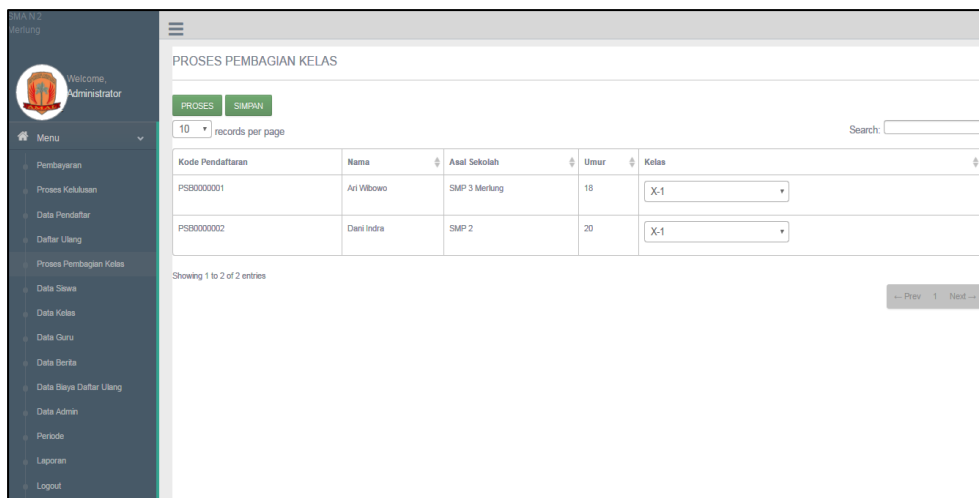 SMA N 2
Merlung
Welcome,
Administrator
Menu
Pembayaran
Proses Kelulusan
Data Pendaftar
Daftar Ulang
Proses Pembagian Kelas
Data Siswa
Data Kelas
Data Guru
Data Berita
Data Biaya Daftar Ulang
Data Admin
Periode
Laporan
Logout
PROSES PEMBAGIAN KELAS
PROSES SIMPAN
10 records per page Search:
Kode Pendaftaran Nama Asal Sekolah Umur Kelas
PSB0000001 Ari Wibowo SMP 3 Merlung 18 X-1
PSB0000002 Dani Indra SMP 2 20 X-1
Showing 1 to 2 of 2 entries
← Prev 1 Next →